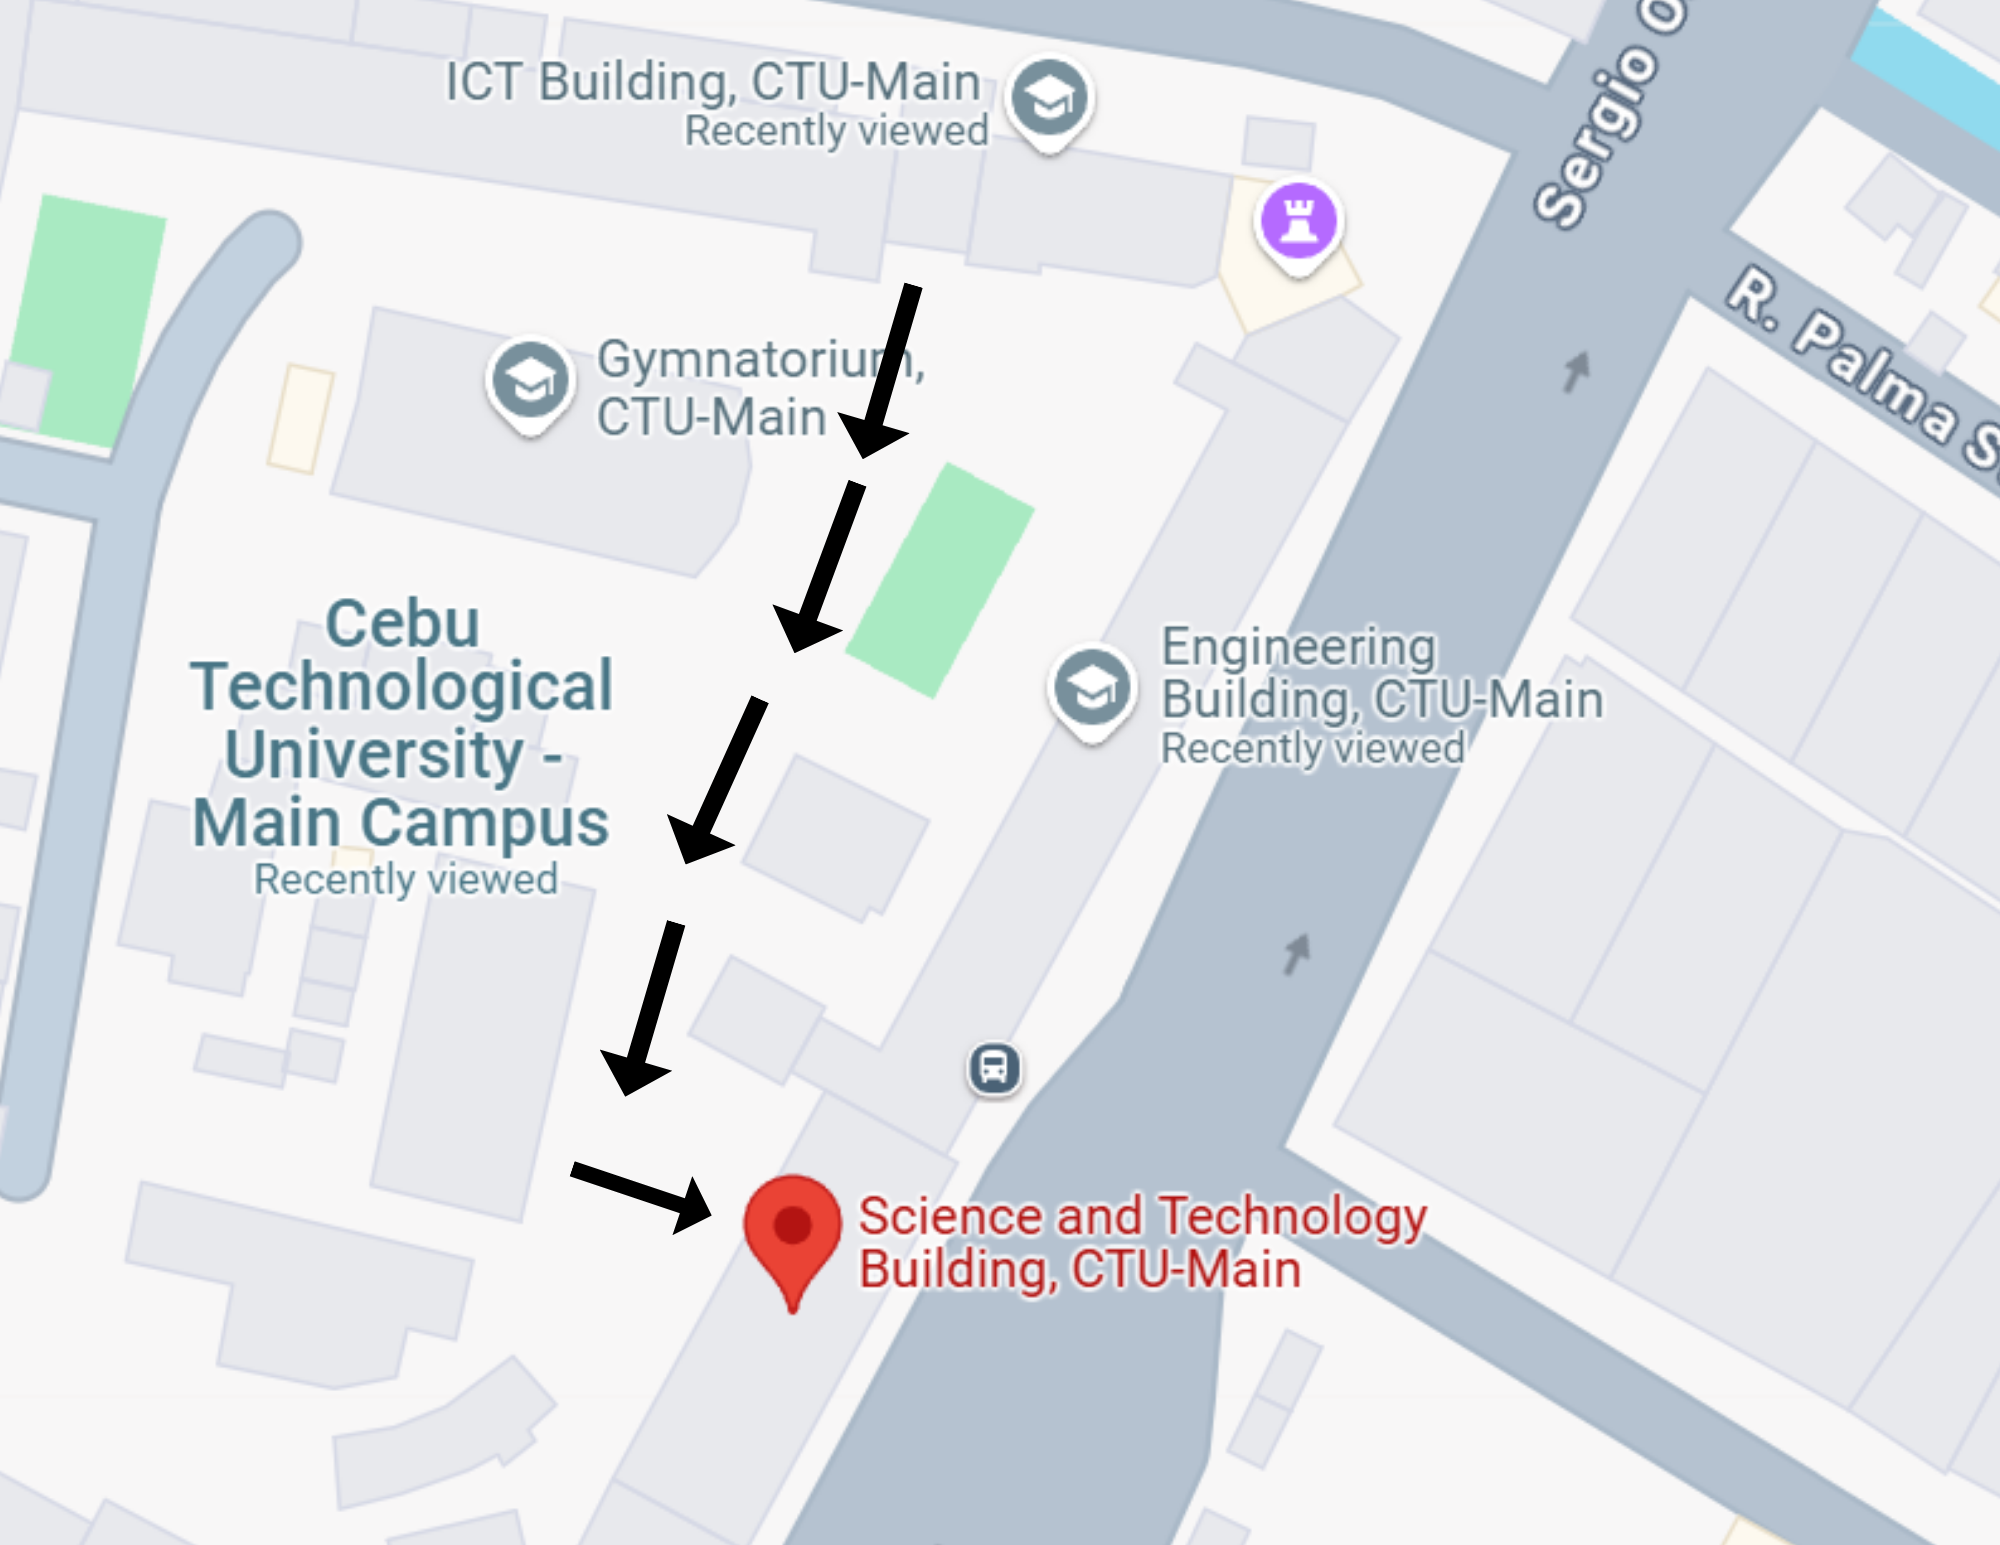 ICT Building, CTU-Main
Recently viewed
Sergio O
R. Palma S
Gymnatorium,
CTU-Main
Cebu
Technological
University -
Main Campus
Recently viewed
Engineering
Building, CTU-Main
Recently viewed
Science and Technology
Building, CTU-Main